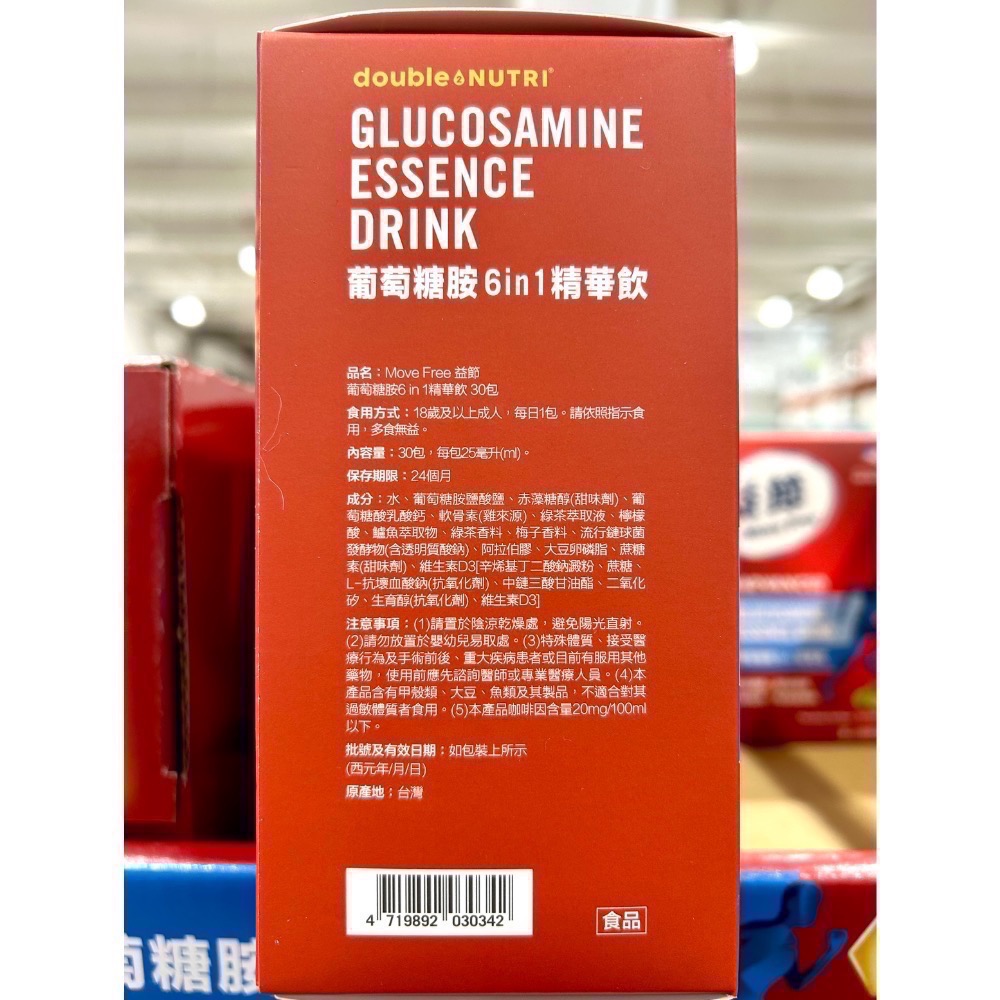 double NUTRI®
GLUCOSAMINE
ESSENCE
DRINK
葡萄糖胺6in1精華飲
品名：Move Free 益節
葡萄糖胺6 in 1精華飲 30包
食用方式：18歲及以上成人，每日1包。請依照指示食
用，多食無益。
內容量：30包，每包25毫升(ml)。
保存期限：24個月
成分：水、葡萄糖胺鹽酸鹽、赤藻糖醇(甜味劑)、葡
萄糖酸乳酸鈣、軟骨素(雞來源)、綠茶萃取液、檸檬
酸、鱸魚萃取物、綠茶香料、梅子香料、流行鏈球菌
發酵物(含透明質酸鈉)、阿拉伯膠、大豆卵磷脂、蔗糖
素(甜味劑)、維生素D3[辛烯基丁二酸鈉澱粉、蔗糖、
L-抗壞血酸鈉(抗氧化劑)、中鏈三酸甘油酯、二氧化
矽、生育醇(抗氧化劑)、維生素D3]
注意事項：(1)請置於陰涼乾燥處，避免陽光直射。
(2)請勿放置於嬰幼兒易取處。(3)特殊體質、接受醫
療行為及手術前後、重大疾病患者或目前有服用其他
藥物，使用前應先諮詢醫師或專業醫療人員。(4)本
產品含有甲殼類、大豆、魚類及其製品，不適合對其
過敏體質者食用。(5)本產品咖啡因含量20mg/100ml
以下。
批號及有效日期：如包裝上所示
(西元年/月/日)
原產地：台灣
4 719892 030342
食品
萄糖胺
益節